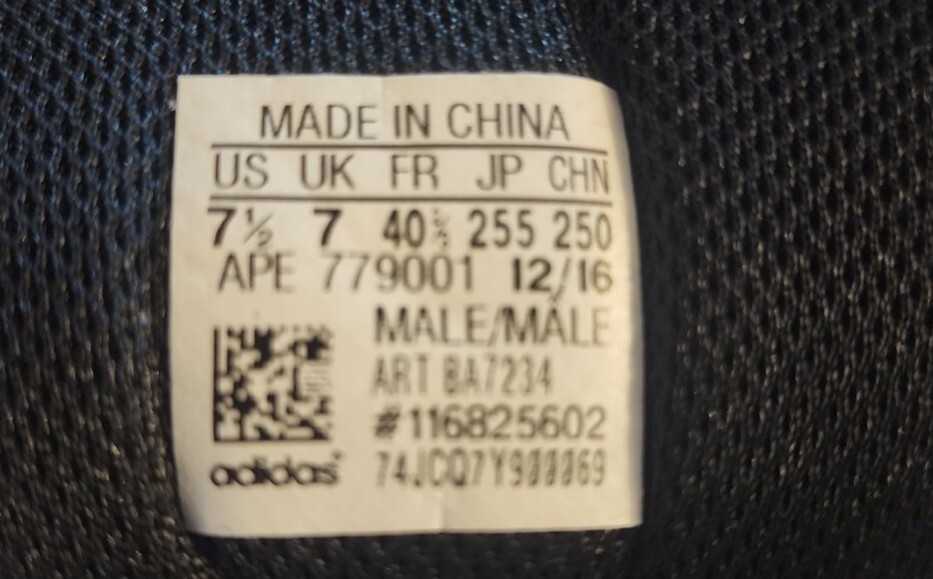 MADE IN CHINA
US UK FR JP CHN
7½ 7 40⅔ 255 250
APE 779001 12/16
MALE/MÂLE
ART BA7234
#116825602
adidas 74JCQ7Y900069